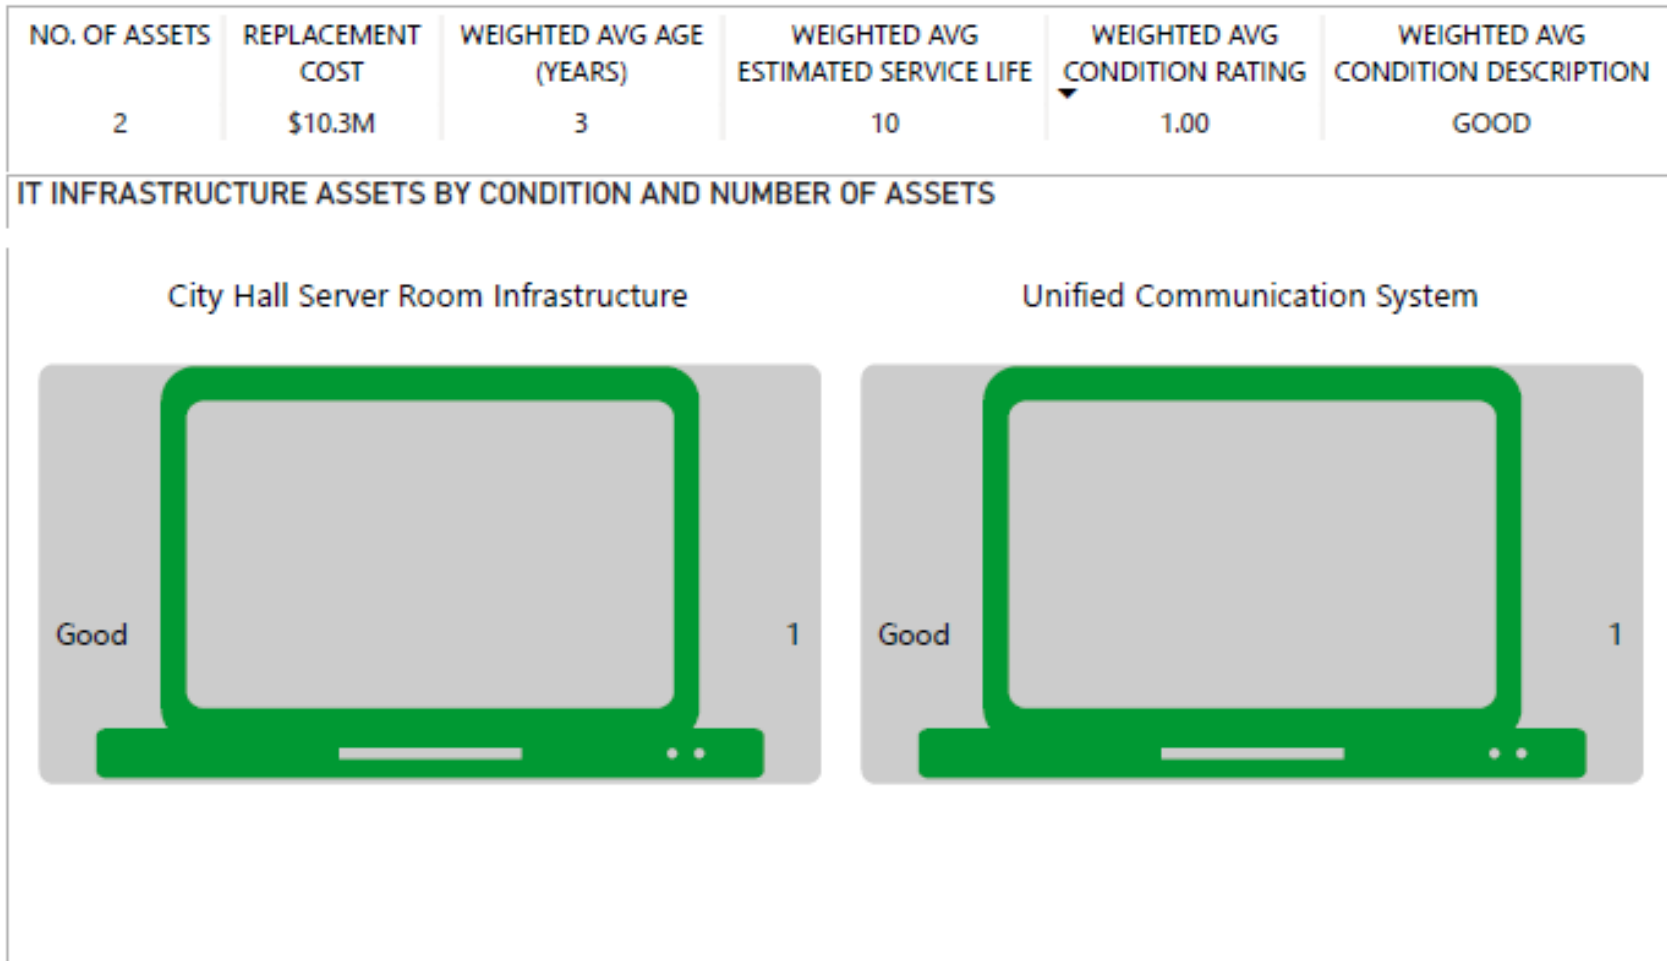 NO. OF ASSETS
REPLACEMENT
COST
WEIGHTED AVG AGE
(YEARS)
WEIGHTED AVG
ESTIMATED SERVICE LIFE
WEIGHTED AVG
CONDITION RATING
WEIGHTED AVG
CONDITION DESCRIPTION
2
$10.3M
3
10
1.00
GOOD
IT INFRASTRUCTURE ASSETS BY CONDITION AND NUMBER OF ASSETS
City Hall Server Room Infrastructure
Good
1
Unified Communication System
Good
1